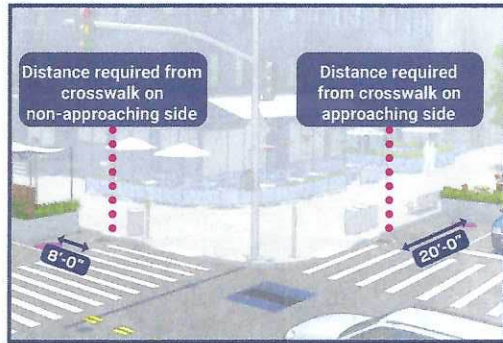 Distance required from
crosswalk on
non-approaching side
Distance required
from crosswalk on
approaching side
8'-0"
20'-0"